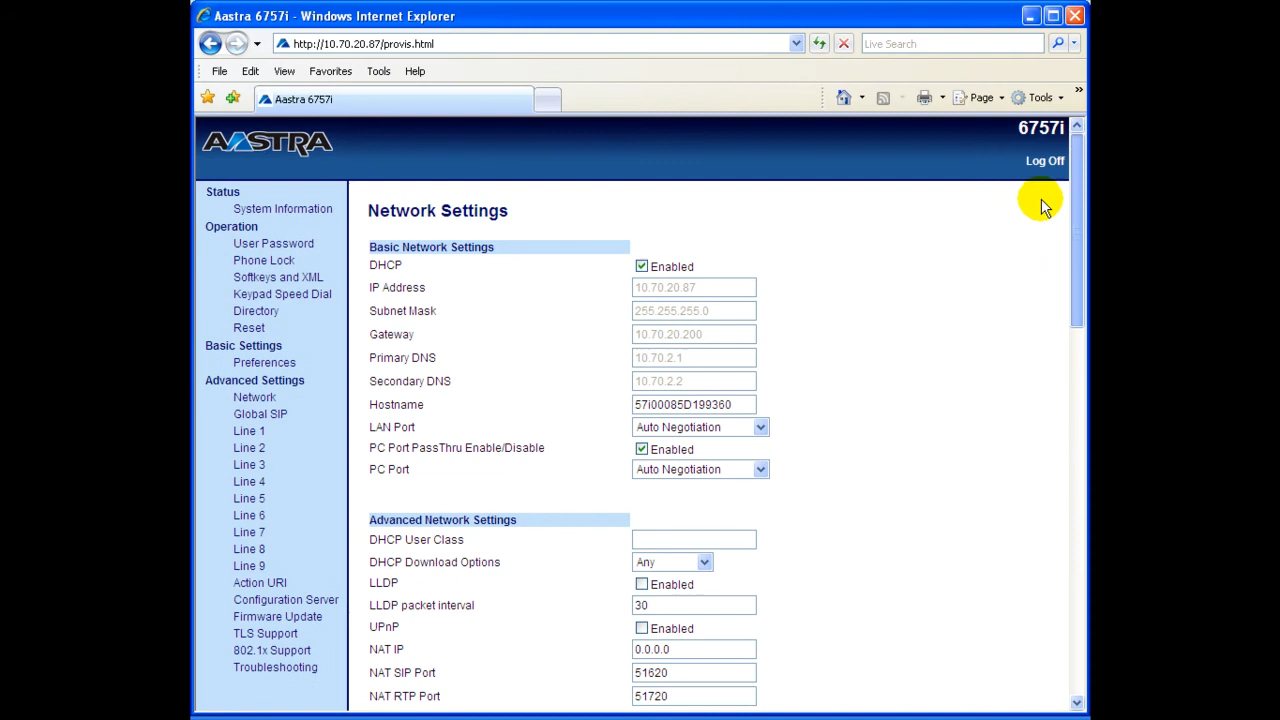 Aastra 6757i - Windows Internet Explorer
http://10.70.20.87/provis.html
Live Search
File Edit View Favorites Tools Help
Aastra 6757i
Page Tools »
AASTRA
6757i
Log Off
Status
System Information
Operation
User Password
Phone Lock
Softkeys and XML
Keypad Speed Dial
Directory
Reset
Basic Settings
Preferences
Advanced Settings
Network
Global SIP
Line 1
Line 2
Line 3
Line 4
Line 5
Line 6
Line 7
Line 8
Line 9
Action URI
Configuration Server
Firmware Update
TLS Support
802.1x Support
Troubleshooting
Network Settings
Basic Network Settings
DHCP Enabled
IP Address 10.70.20.87
Subnet Mask 255.255.255.0
Gateway 10.70.20.200
Primary DNS 10.70.2.1
Secondary DNS 10.70.2.2
Hostname 57i00085D199360
LAN Port Auto Negotiation
PC Port PassThru Enable/Disable Enabled
PC Port Auto Negotiation
Advanced Network Settings
DHCP User Class
DHCP Download Options Any
LLDP Enabled
LLDP packet interval 30
UPnP Enabled
NAT IP 0.0.0.0
NAT SIP Port 51620
NAT RTP Port 51720